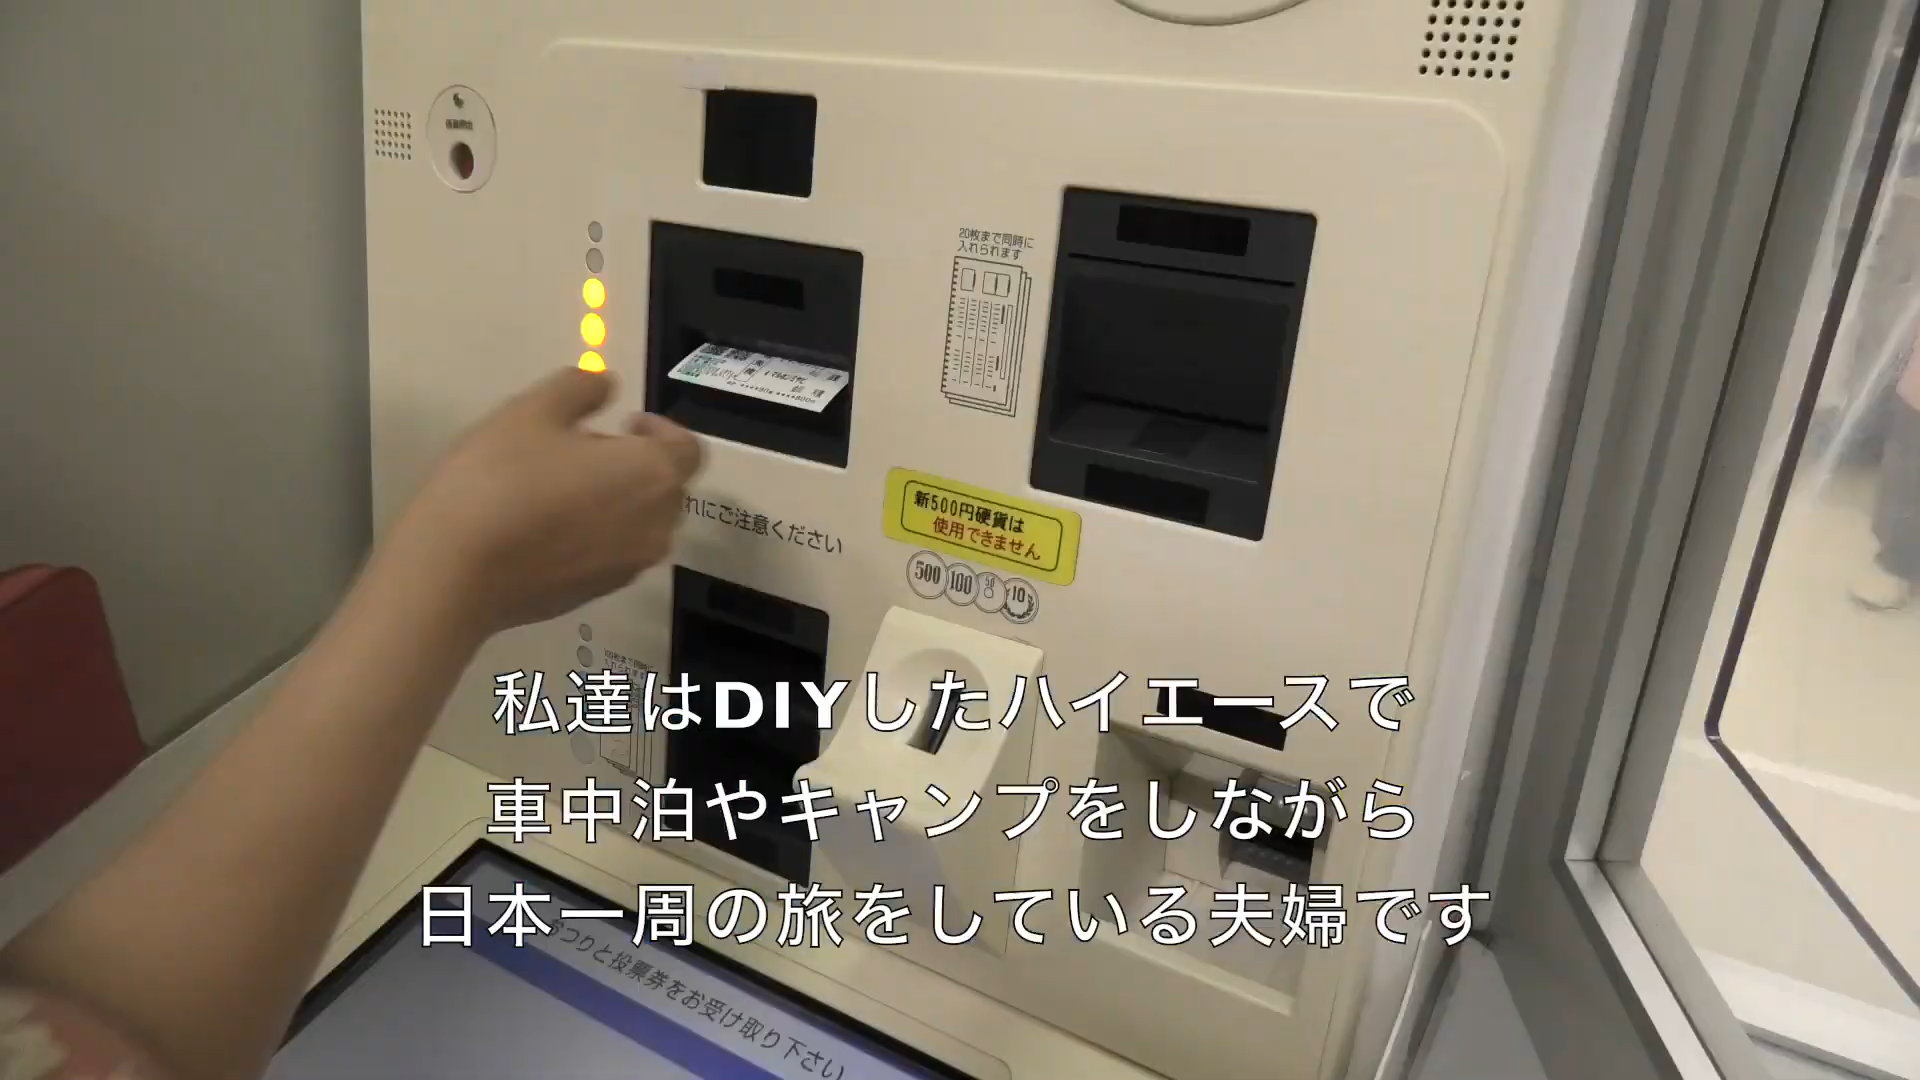 20枚まで同時に
入れられます
新500円硬貨は
使用できません
れにご注意ください
500 100 50 10
私達はDIYしたハイエースで
車中泊やキャンプをしながら
日本一周の旅をしている夫婦です
おつりと投票券をお受け取り下さい